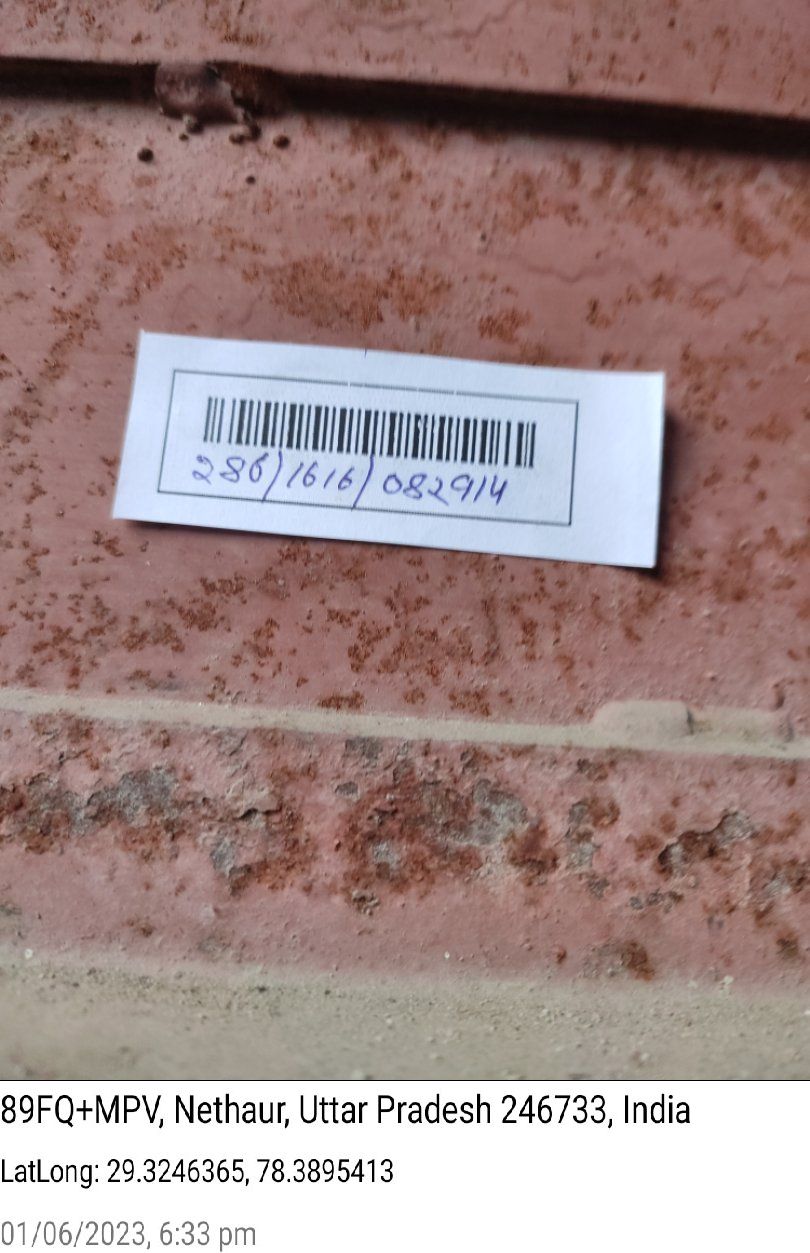 286/1616/082914
89FQ+MPV, Nethaur, Uttar Pradesh 246733, India
LatLong: 29.3246365, 78.3895413
01/06/2023, 6:33 pm